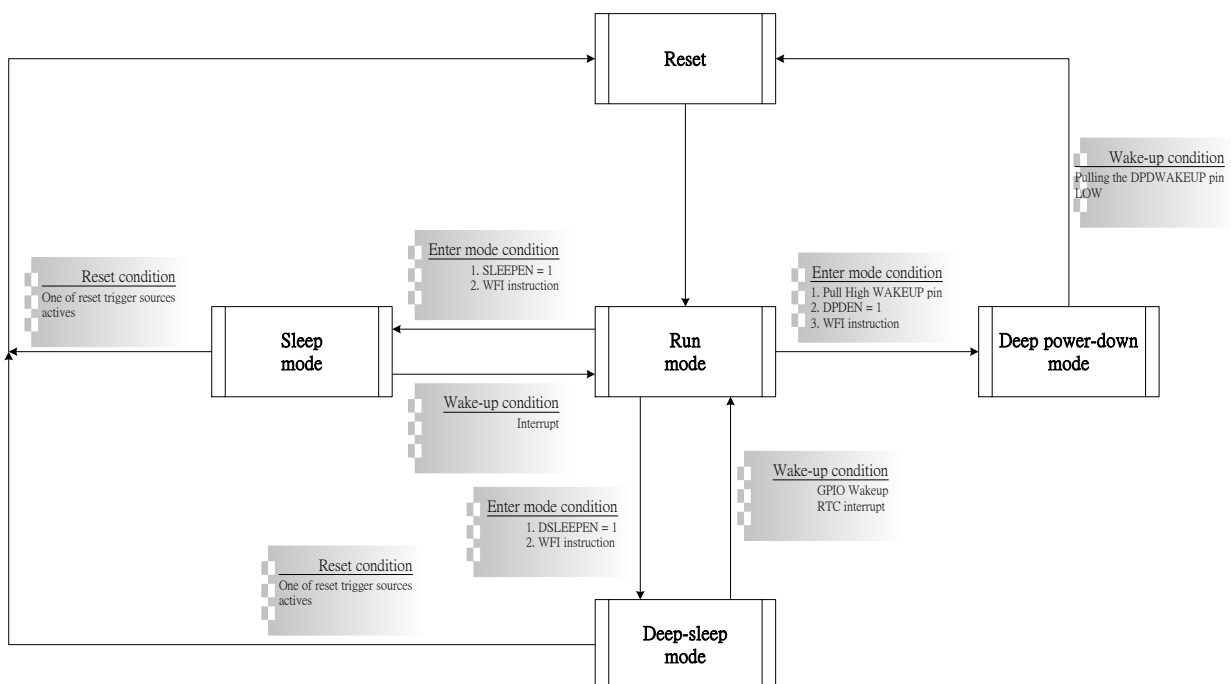 Reset
Wake-up condition
Pulling the DPDWAKEUP pin
LOW
Enter mode condition
1. SLEEPEN = 1
2. WFI instruction
Reset condition
One of reset trigger sources
actives
Enter mode condition
1. Pull High WAKEUP pin
2. DPDEN = 1
3. WFI instruction
Sleep
mode
Run
mode
Deep power-down
mode
Wake-up condition
Interrupt
Wake-up condition
GPIO Wakeup
RTC interrupt
Enter mode condition
1. DSLEEPEN = 1
2. WFI instruction
Reset condition
One of reset trigger sources
actives
Deep-sleep
mode